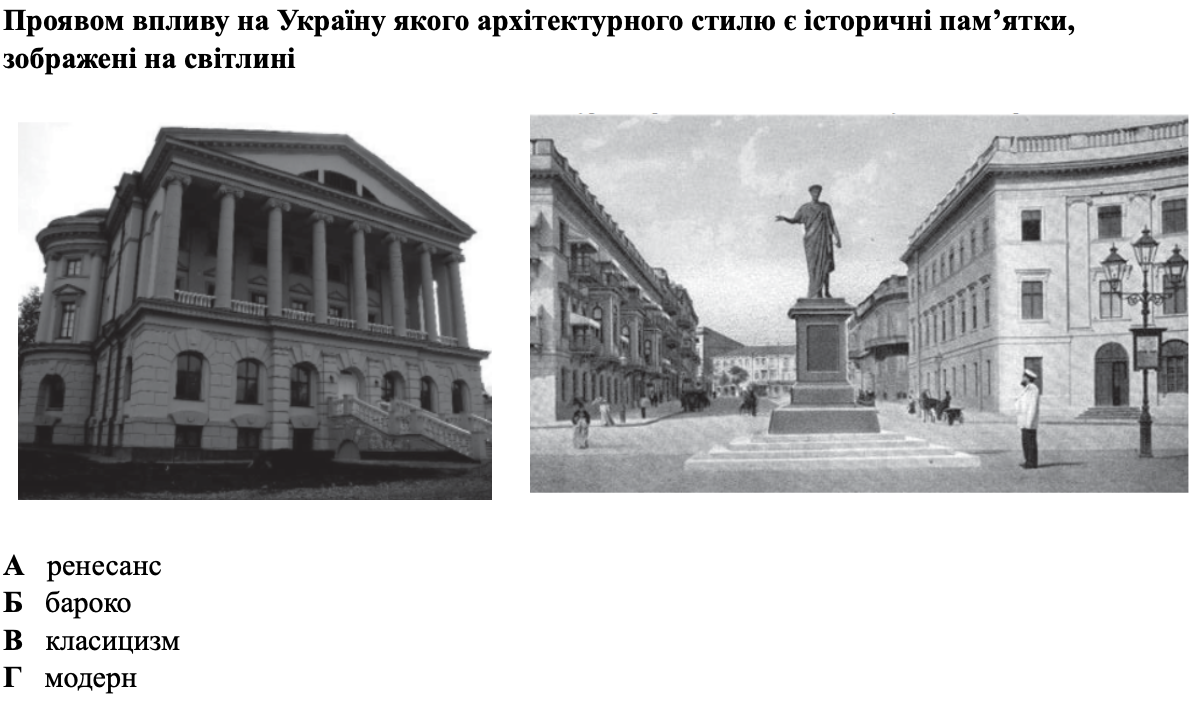 Проявом впливу на Україну якого архітектурного стилю є історичні пам’ятки,
зображені на світлині
А ренесанс
Б бароко
В класицизм
Г модерн